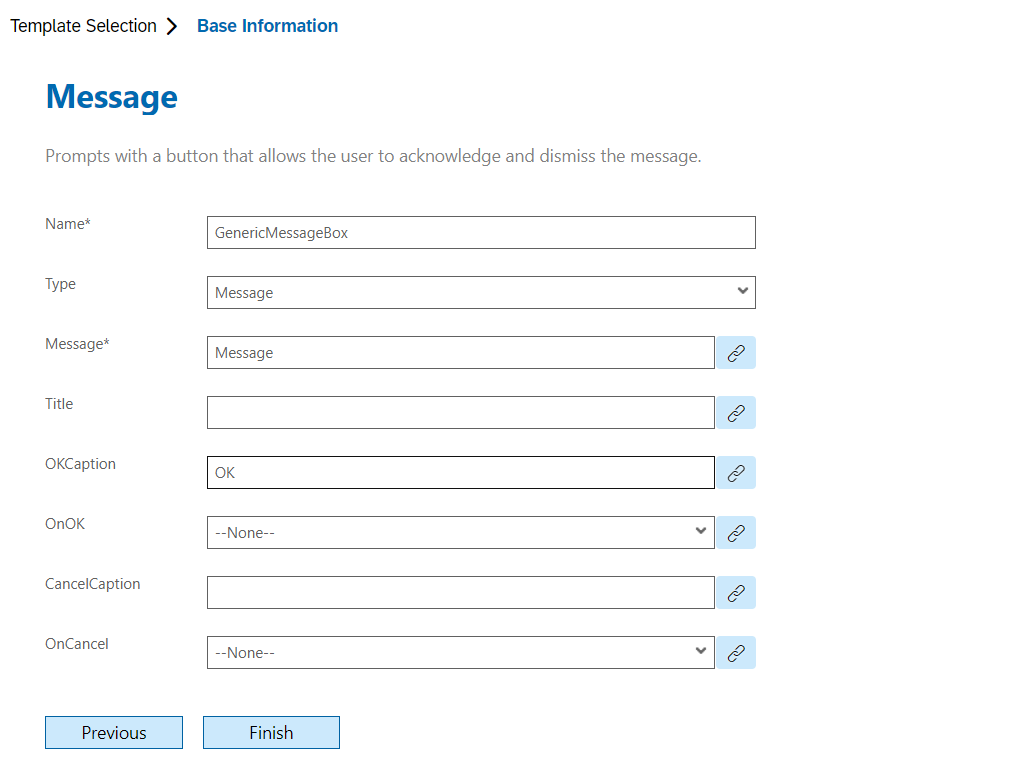 Template Selection Base Information
Message
Prompts with a button that allows the user to acknowledge and dismiss the message.
Name* GenericMessageBox
Type Message
Message* Message
Title
OKCaption OK
OnOK --None--
CancelCaption
OnCancel --None--
Previous Finish